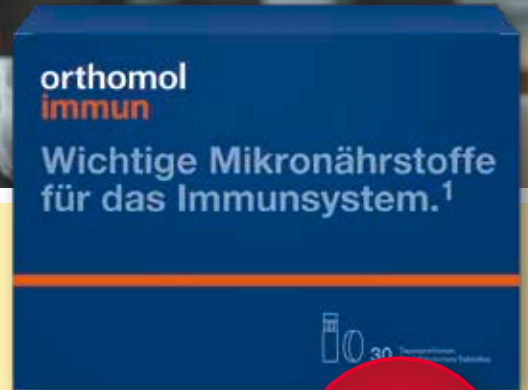 orthomol
immun
Wichtige Mikronährstoffe
für das Immunsystem.¹
30